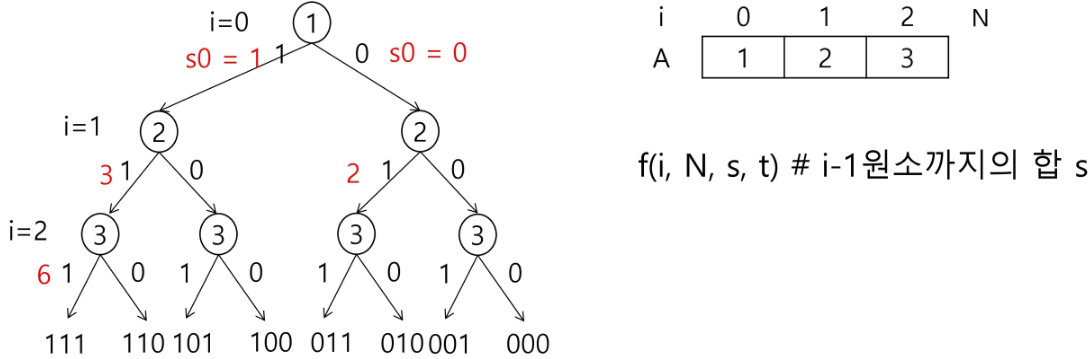 i=0 1
s0 = 1 1 0 s0 = 0
i=1 2 2
3 1 0 2 1 0
i=2 3 3 3 3
6 1 0 1 0 1 0 1 0
111 110 101 100 011 010 001 000
i 0 1 2 N
A 1 2 3
f(i, N, s, t) # i-1원소까지의 합 s